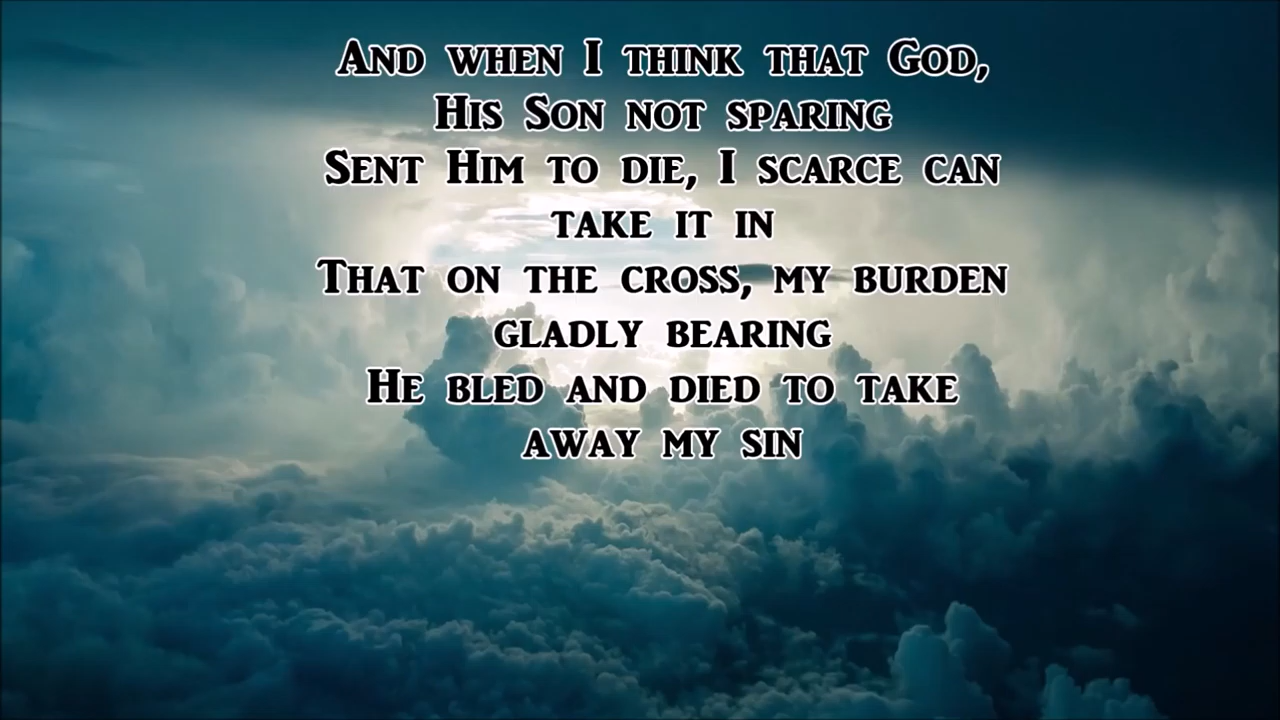 And when I think that God,
His Son not sparing
Sent Him to die, I scarce can
take it in
That on the cross, my burden
gladly bearing
He bled and died to take
away my sin